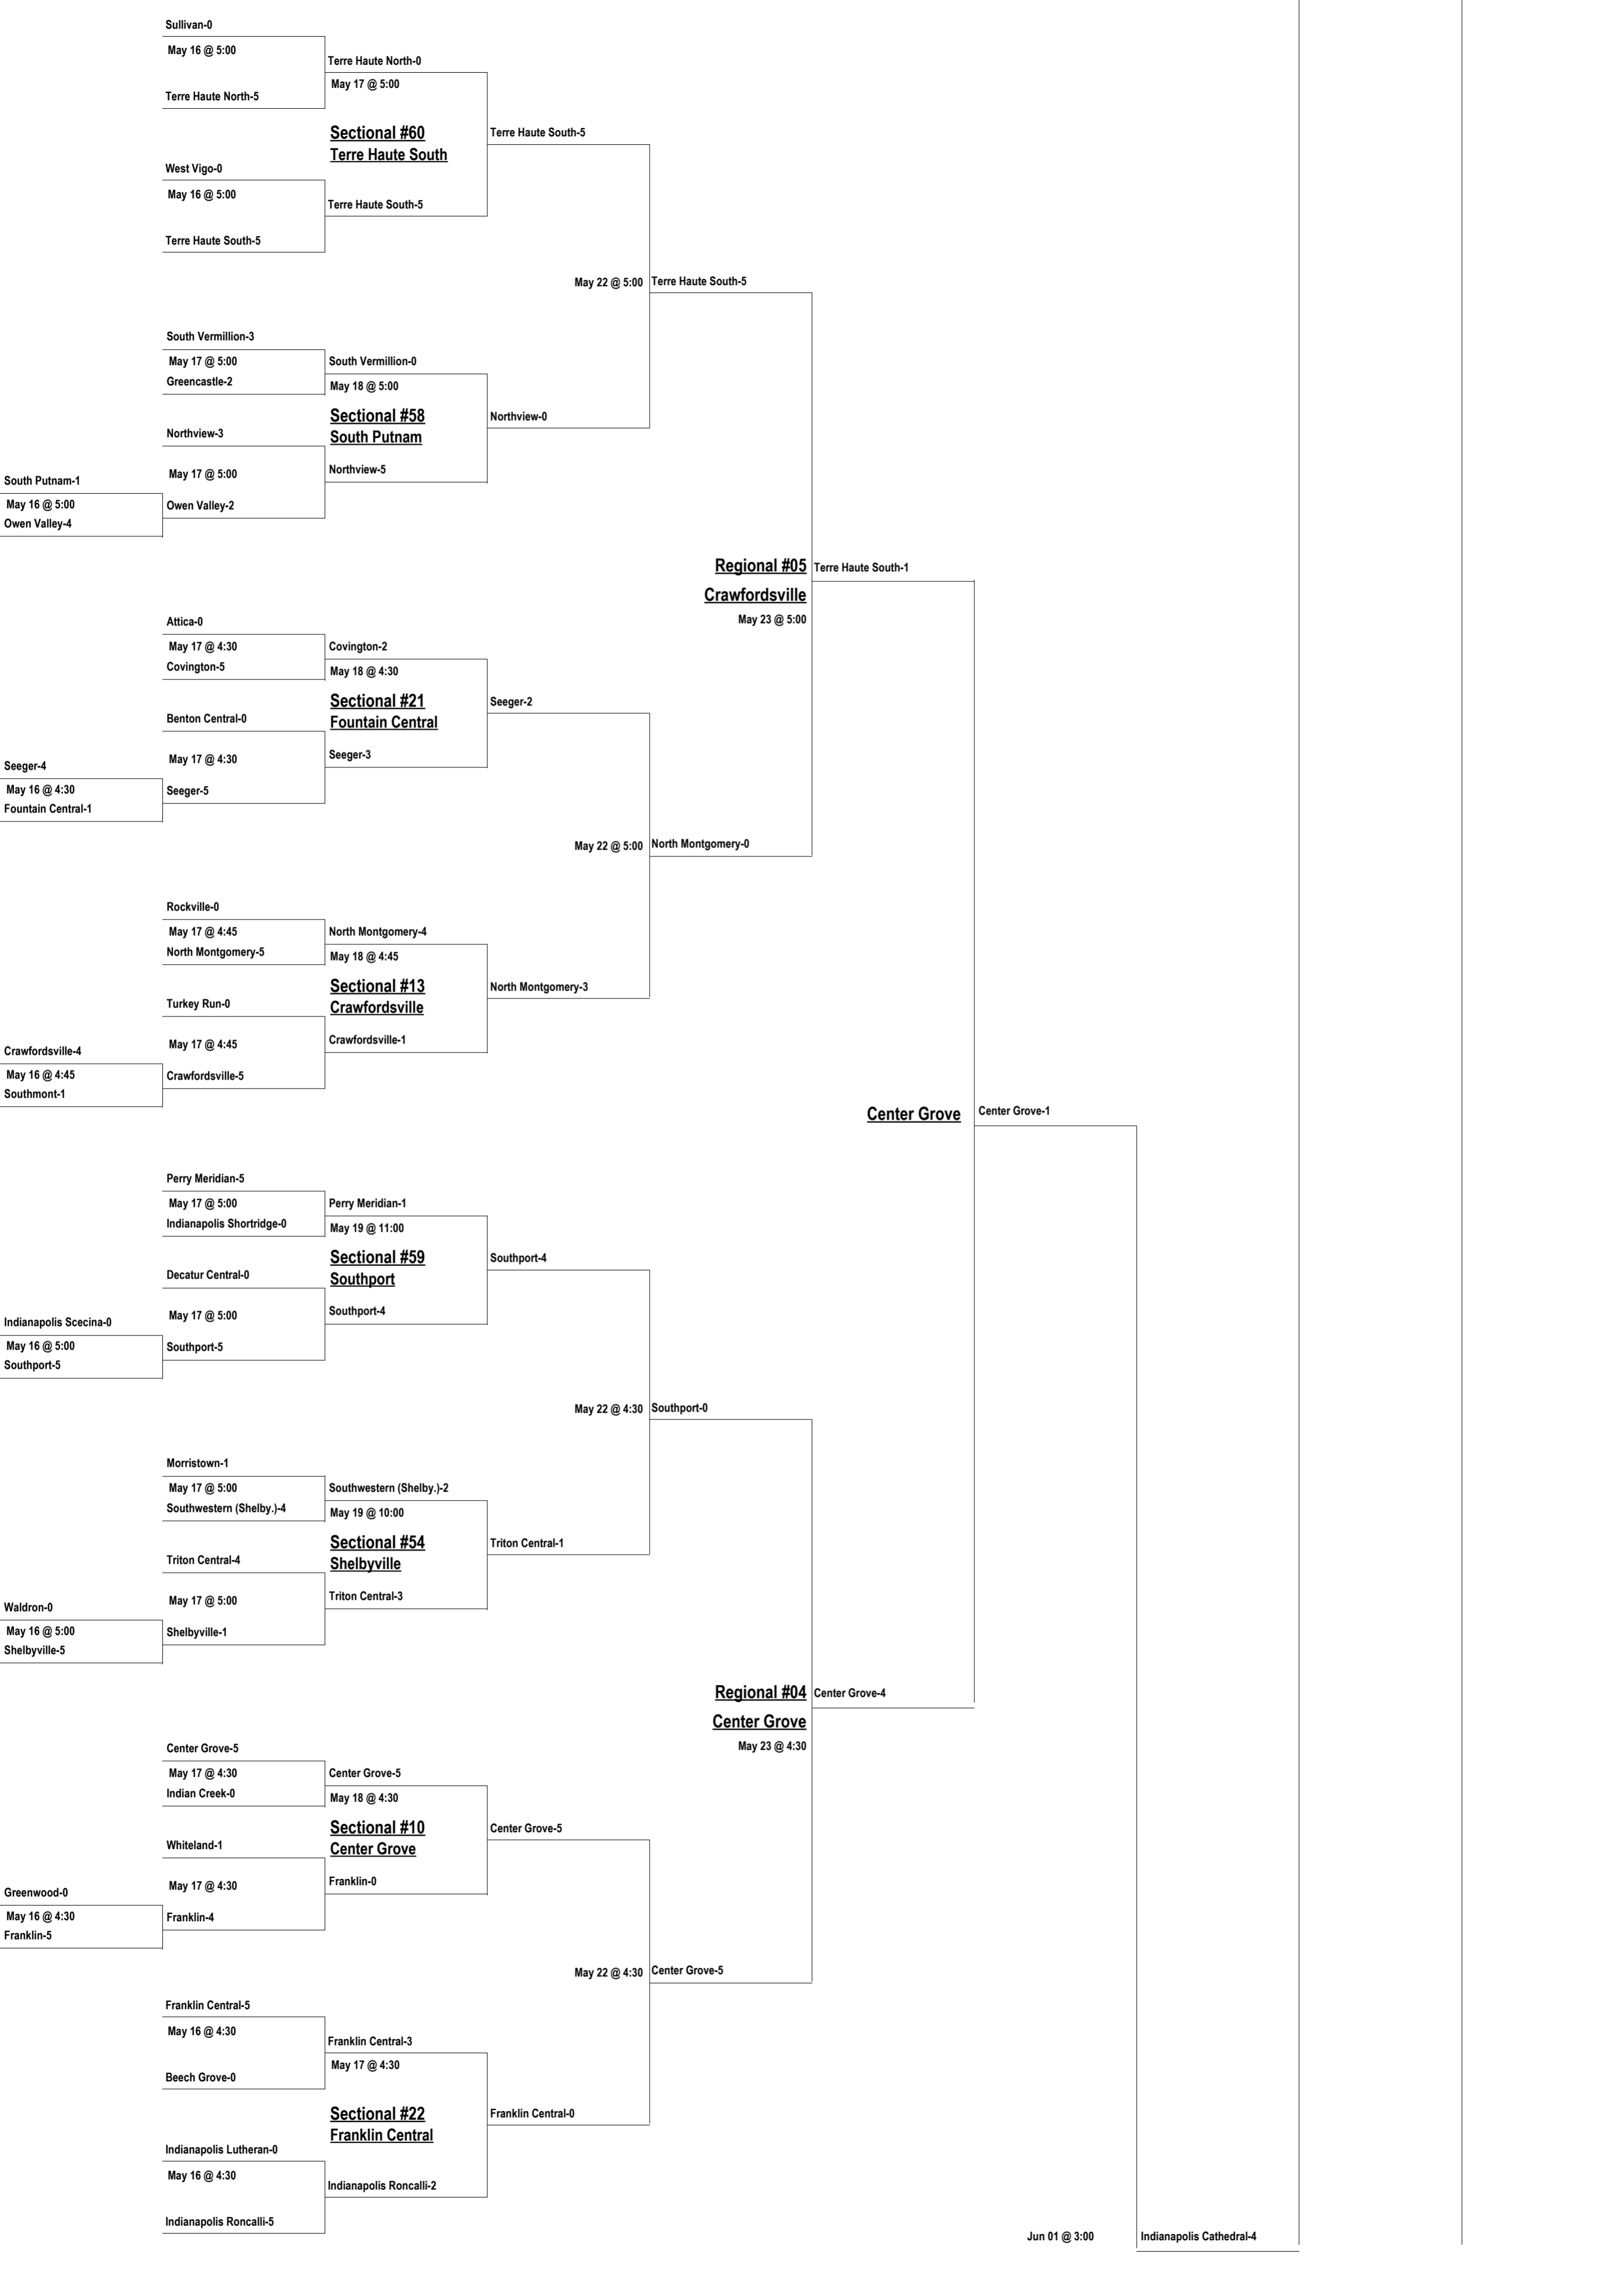 Sullivan-0
May 16 @ 5:00
Terre Haute North-0
May 17 @ 5:00
Terre Haute North-5
Sectional #60
Terre Haute South
Terre Haute South-5
West Vigo-0
May 16 @ 5:00
Terre Haute South-5
Terre Haute South-5
May 22 @ 5:00
Terre Haute South-5
South Vermillion-3
May 17 @ 5:00
South Vermillion-0
Greencastle-2
May 18 @ 5:00
Sectional #58
South Putnam
Northview-0
Northview-3
May 17 @ 5:00
Northview-5
South Putnam-1
May 16 @ 5:00
Owen Valley-2
Owen Valley-4
Regional #05
Terre Haute South-1
Crawfordsville
May 23 @ 5:00
Attica-0
May 17 @ 4:30
Covington-2
Covington-5
May 18 @ 4:30
Sectional #21
Fountain Central
Seeger-2
Benton Central-0
May 17 @ 4:30
Seeger-3
Seeger-4
May 16 @ 4:30
Seeger-5
Fountain Central-1
May 22 @ 5:00
North Montgomery-0
Rockville-0
May 17 @ 4:45
North Montgomery-4
North Montgomery-5
May 18 @ 4:45
Sectional #13
Crawfordsville
North Montgomery-3
Turkey Run-0
May 17 @ 4:45
Crawfordsville-1
Crawfordsville-4
May 16 @ 4:45
Crawfordsville-5
Southmont-1
Center Grove
Center Grove-1
Perry Meridian-5
May 17 @ 5:00
Perry Meridian-1
Indianapolis Shortridge-0
May 19 @ 11:00
Sectional #59
Southport
Southport-4
Decatur Central-0
May 17 @ 5:00
Southport-4
Indianapolis Scecina-0
May 16 @ 5:00
Southport-5
Southport-5
May 22 @ 4:30
Southport-0
Morristown-1
May 17 @ 5:00
Southwestern (Shelby.)-2
Southwestern (Shelby.)-4
May 19 @ 10:00
Sectional #54
Shelbyville
Triton Central-1
Triton Central-4
May 17 @ 5:00
Triton Central-3
Waldron-0
May 16 @ 5:00
Shelbyville-1
Shelbyville-5
Regional #04
Center Grove-4
Center Grove
May 23 @ 4:30
Center Grove-5
May 17 @ 4:30
Center Grove-5
Indian Creek-0
May 18 @ 4:30
Sectional #10
Center Grove
Center Grove-5
Whiteland-1
May 17 @ 4:30
Franklin-0
Greenwood-0
May 16 @ 4:30
Franklin-4
Franklin-5
May 22 @ 4:30
Center Grove-5
Franklin Central-5
May 16 @ 4:30
Franklin Central-3
May 17 @ 4:30
Beech Grove-0
Sectional #22
Franklin Central
Franklin Central-0
Indianapolis Lutheran-0
May 16 @ 4:30
Indianapolis Roncalli-2
Indianapolis Roncalli-5
Jun 01 @ 3:00
Indianapolis Cathedral-4